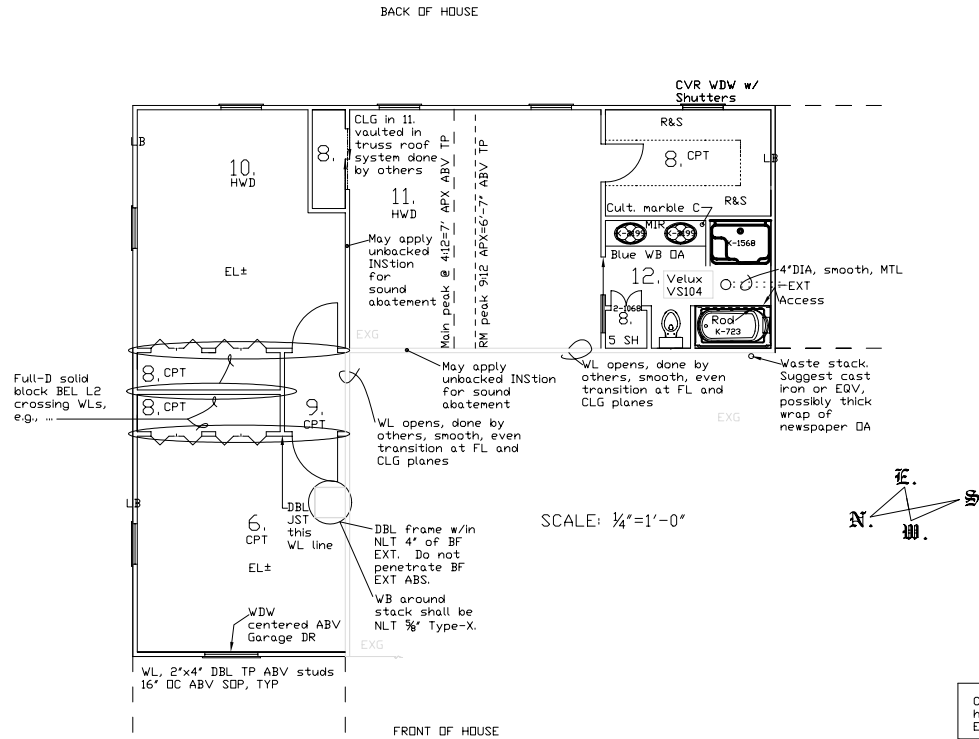 BACK OF HOUSE
CVR WDW w/
Shutters
LB
10.
HWD
EL±
8.
CLG in 11.
vaulted in
truss roof
system done
by others
11.
HWD
Main peak @ 4:12=7' APX ABV TP
RM peak 9:12 APX=6'-7" ABV TP
R&S
8. CPT
LB
R&S
Cult. marble C
MIR
K-1568
Blue WB OA
12.
Velux
VS104
4"DIA, smooth, MTL
EXT
Access
2-1068
8.
5 SH
Rod
K-723
May apply
unbacked
INStion
for
sound
abatement
EXG
8. CPT
8. CPT
9.
CPT
Full-D solid
block BEL L2
crossing WLs,
e.g., ...
May apply
unbacked INStion
for sound
abatement
WL opens, done by
others, smooth, even
transition at FL and
CLG planes
WL opens, done by
others, smooth, even
transition at FL and
CLG planes
Waste stack.
Suggest cast
iron or EQV,
possibly thick
wrap of
newspaper OA
EXG
LB
6.
CPT
EL±
DBL
JST
this
WL line
DBL frame w/in
NLT 4" of BF
EXT. Do not
penetrate BF
EXT ABS.
WB around
stack shall be
NLT ⅝" Type-X.
SCALE: ¼"=1'-0"
E.
N.
S
W.
WDW
centered ABV
Garage DR
EXG
WL, 2"x4" DBL TP ABV studs
16" OC ABV SOP, TYP
FRONT OF HOUSE